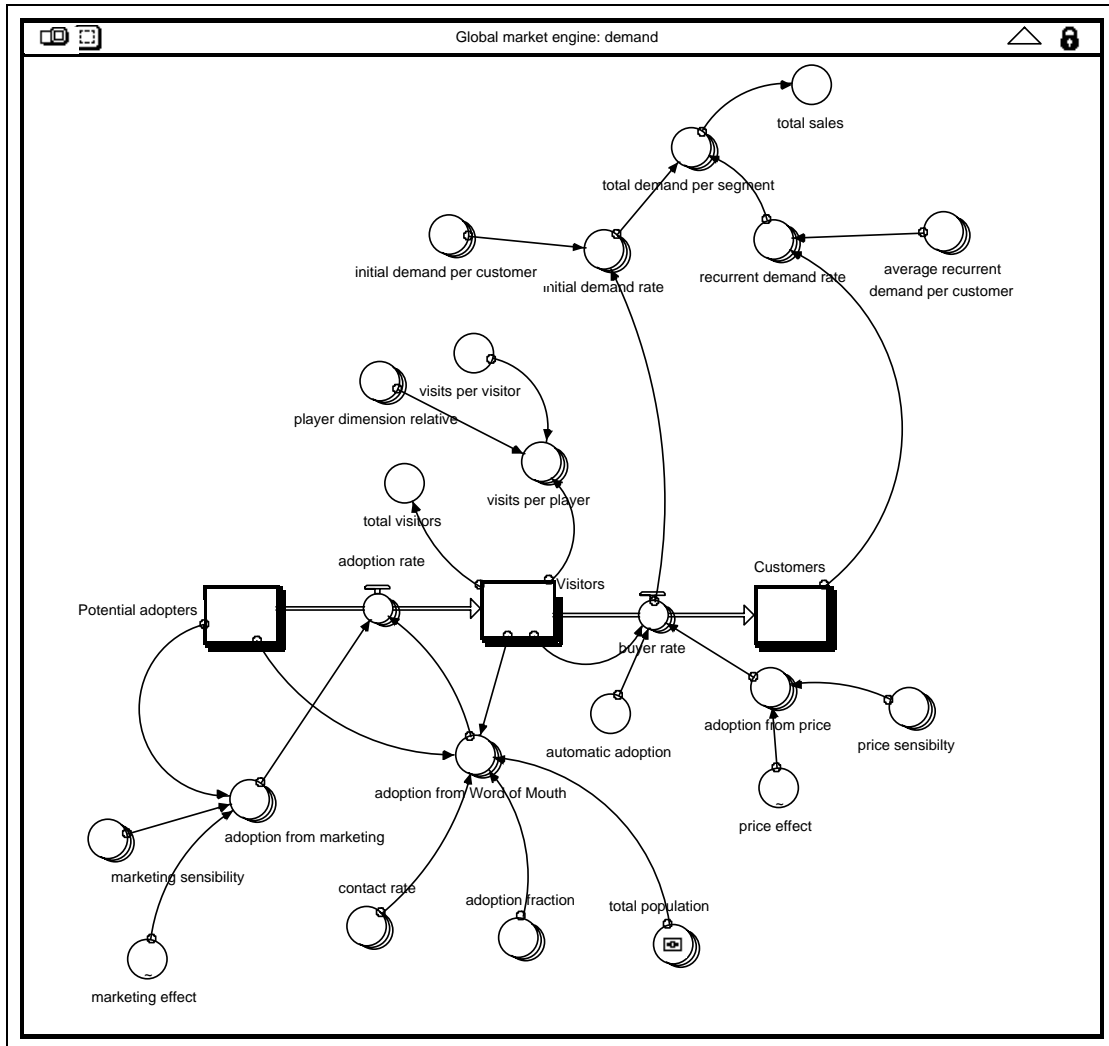 Global market engine: demand
total sales
total demand per segment
initial demand per customer
initial demand rate
recurrent demand rate
average recurrent
demand per customer
visits per visitor
player dimension relative
visits per player
total visitors
adoption rate
Customers
Visitors
Potential adopters
buyer rate
adoption from price
price sensibilty
automatic adoption
adoption from Word of Mouth
~
price effect
adoption from marketing
marketing sensibility
contact rate
adoption fraction
total population
~
marketing effect